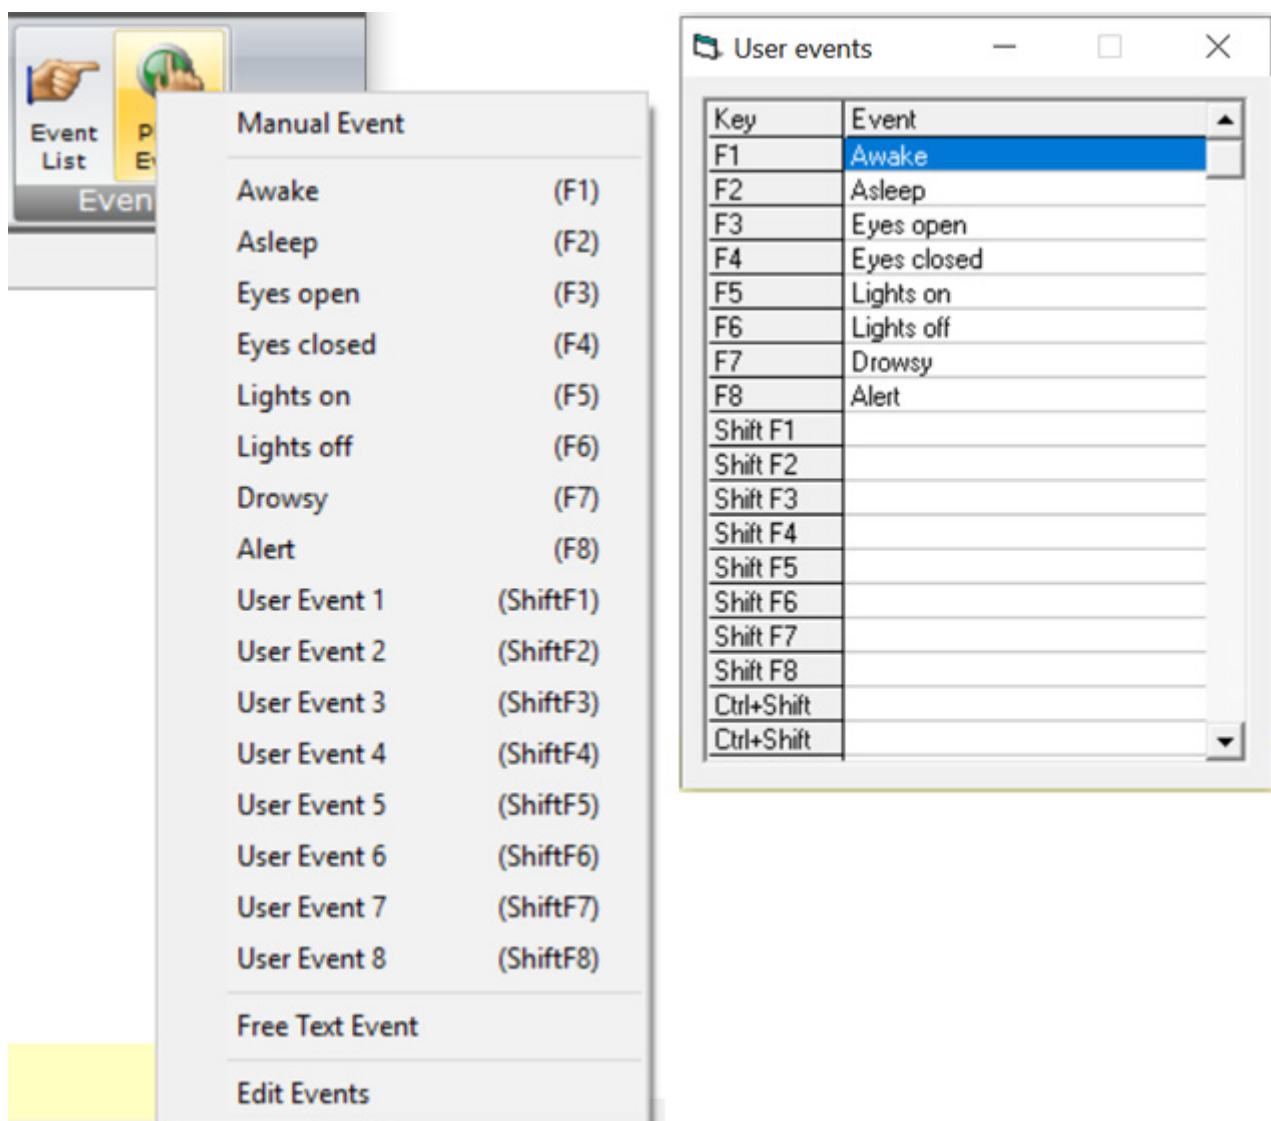 Event
List
Even
Manual Event
Awake (F1)
Asleep (F2)
Eyes open (F3)
Eyes closed (F4)
Lights on (F5)
Lights off (F6)
Drowsy (F7)
Alert (F8)
User Event 1 (ShiftF1)
User Event 2 (ShiftF2)
User Event 3 (ShiftF3)
User Event 4 (ShiftF4)
User Event 5 (ShiftF5)
User Event 6 (ShiftF6)
User Event 7 (ShiftF7)
User Event 8 (ShiftF8)
Free Text Event
Edit Events
User events
Key Event
F1 Awake
F2 Asleep
F3 Eyes open
F4 Eyes closed
F5 Lights on
F6 Lights off
F7 Drowsy
F8 Alert
Shift F1
Shift F2
Shift F3
Shift F4
Shift F5
Shift F6
Shift F7
Shift F8
Ctrl+Shift
Ctrl+Shift